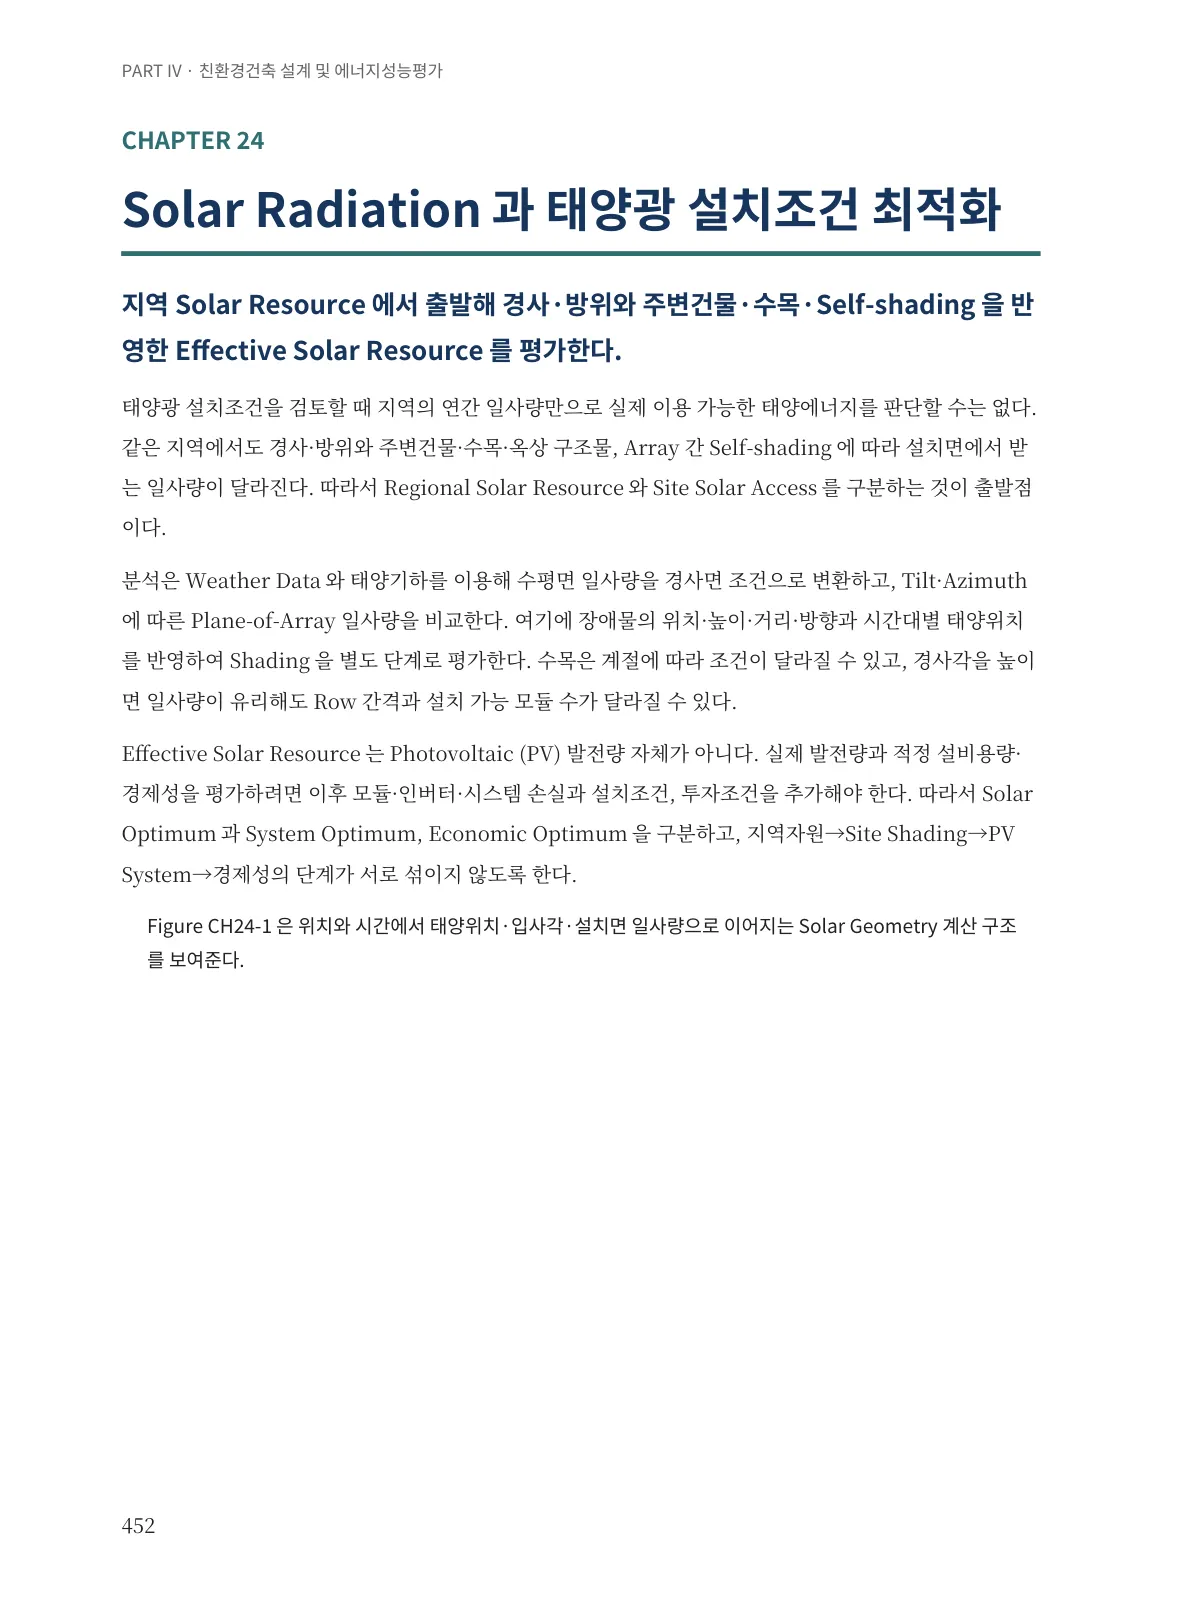 PART IV · 친환경건축 설계 및 에너지성능평가
CHAPTER 24
Solar Radiation 과 태양광 설치조건 최적화
지역 Solar Resource 에서 출발해 경사·방위와 주변건물·수목·Self-shading 을 반
영한 Effective Solar Resource 를 평가한다.
태양광 설치조건을 검토할 때 지역의 연간 일사량만으로 실제 이용 가능한 태양에너지를 판단할 수는 없다.
같은 지역에서도 경사·방위와 주변건물·수목·옥상 구조물, Array 간 Self-shading 에 따라 설치면에서 받
는 일사량이 달라진다. 따라서 Regional Solar Resource 와 Site Solar Access 를 구분하는 것이 출발점
이다.
분석은 Weather Data 와 태양기하를 이용해 수평면 일사량을 경사면 조건으로 변환하고, Tilt·Azimuth
에 따른 Plane-of-Array 일사량을 비교한다. 여기에 장애물의 위치·높이·거리·방향과 시간대별 태양위치
를 반영하여 Shading 을 별도 단계로 평가한다. 수목은 계절에 따라 조건이 달라질 수 있고, 경사각을 높이
면 일사량이 유리해도 Row 간격과 설치 가능 모듈 수가 달라질 수 있다.
Effective Solar Resource 는 Photovoltaic (PV) 발전량 자체가 아니다. 실제 발전량과 적정 설비용량·
경제성을 평가하려면 이후 모듈·인버터·시스템 손실과 설치조건, 투자조건을 추가해야 한다. 따라서 Solar
Optimum 과 System Optimum, Economic Optimum 을 구분하고, 지역자원→Site Shading→PV
System→경제성의 단계가 서로 섞이지 않도록 한다.
Figure CH24-1 은 위치와 시간에서 태양위치·입사각·설치면 일사량으로 이어지는 Solar Geometry 계산 구조
를 보여준다.
452